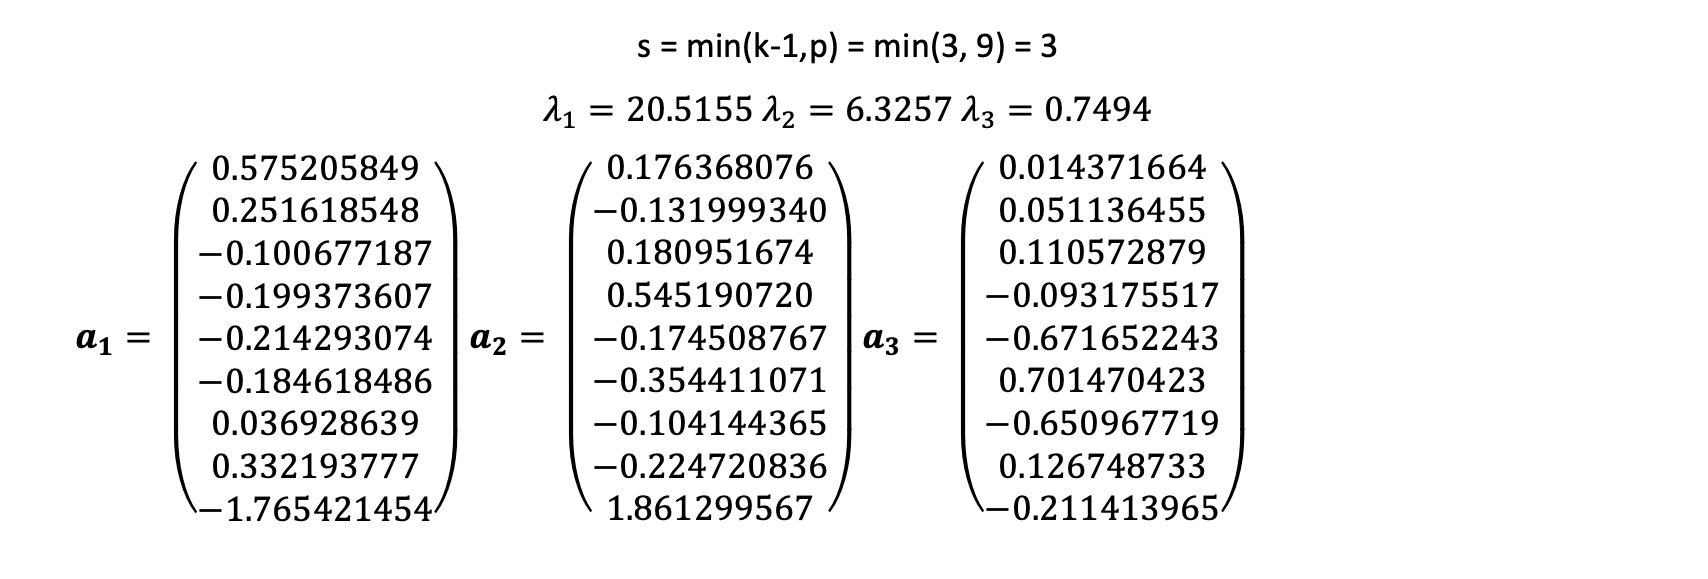 s = min(k-1,p) = min(3, 9) = 3
λ₁ = 20.5155 λ₂ = 6.3257 λ₃ = 0.7494
0.575205849 0.176368076 0.014371664
0.251618548 −0.131999340 0.051136455
−0.100677187 0.180951674 0.110572879
−0.199373607 0.545190720 −0.093175517
a₁ = −0.214293074 a₂ = −0.174508767 a₃ = −0.671652243
−0.184618486 −0.354411071 0.701470423
0.036928639 −0.104144365 −0.650967719
0.332193777 −0.224720836 0.126748733
−1.765421454 1.861299567 −0.211413965